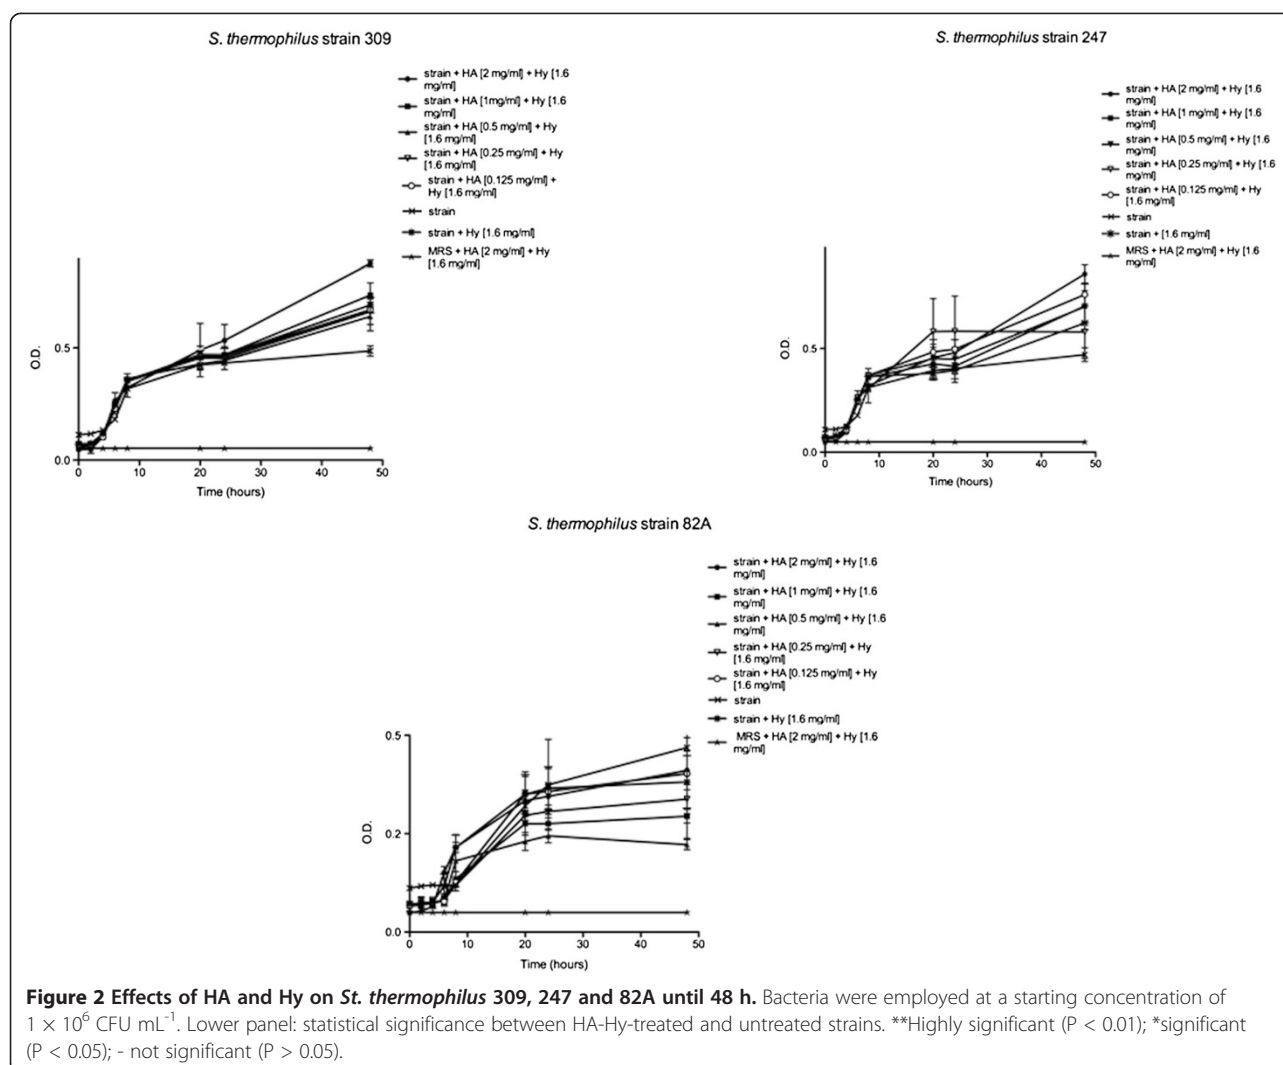 S. thermophilus strain 309
strain + HA [2 mg/ml] + Hy [1.6
mg/ml]
strain + HA [1mg/ml] + Hy [1.6
mg/ml]
strain + HA [0.5 mg/ml] + Hy
[1.6 mg/ml]
strain + HA [0.25 mg/ml] + Hy
[1.6 mg/ml]
strain + HA [0.125 mg/ml] +
Hy [1.6 mg/ml]
strain
strain + Hy [1.6 mg/ml]
MRS + HA [2 mg/ml] + Hy
[1.6 mg/ml]
O.D.
0.5
0.0
0 10 20 30 40 50
Time (hours)
S. thermophilus strain 247
strain + HA [2 mg/ml] + Hy [1.6
mg/ml]
strain + HA [1 mg/ml] + Hy [1.6
mg/ml]
strain + HA [0.5 mg/ml] + Hy [1.6
mg/ml]
strain + HA [0.25 mg/ml] + Hy [1.6
mg/ml]
strain + HA [0.125 mg/ml] + Hy
[1.6 mg/ml]
strain
strain + [1.6 mg/ml]
MRS + HA [2 mg/ml] + Hy [1.6
mg/ml]
O.D.
0.5
0.0
0 10 20 30 40 50
Time (hours)
S. thermophilus strain 82A
strain + HA [2 mg/ml] + Hy [1.6
mg/ml]
strain + HA [1 mg/ml] + Hy [1.6
mg/ml]
strain + HA [0.5 mg/ml] + Hy [1.6
mg/ml]
strain + HA [0.25 mg/ml] + Hy
[1.6 mg/ml]
strain + HA [0.125 mg/ml] + Hy
[1.6 mg/ml]
strain
strain + Hy [1.6 mg/ml]
MRS + HA [2 mg/ml] + Hy [1.6
mg/ml]
O.D.
0.5
0.2
0.0
0 10 20 30 40 50
Time (hours)
Figure 2 Effects of HA and Hy on St. thermophilus 309, 247 and 82A until 48 h. Bacteria were employed at a starting concentration of
1 × 10⁶ CFU mL⁻¹. Lower panel: statistical significance between HA-Hy-treated and untreated strains. **Highly significant (P < 0.01); *significant
(P < 0.05); - not significant (P > 0.05).